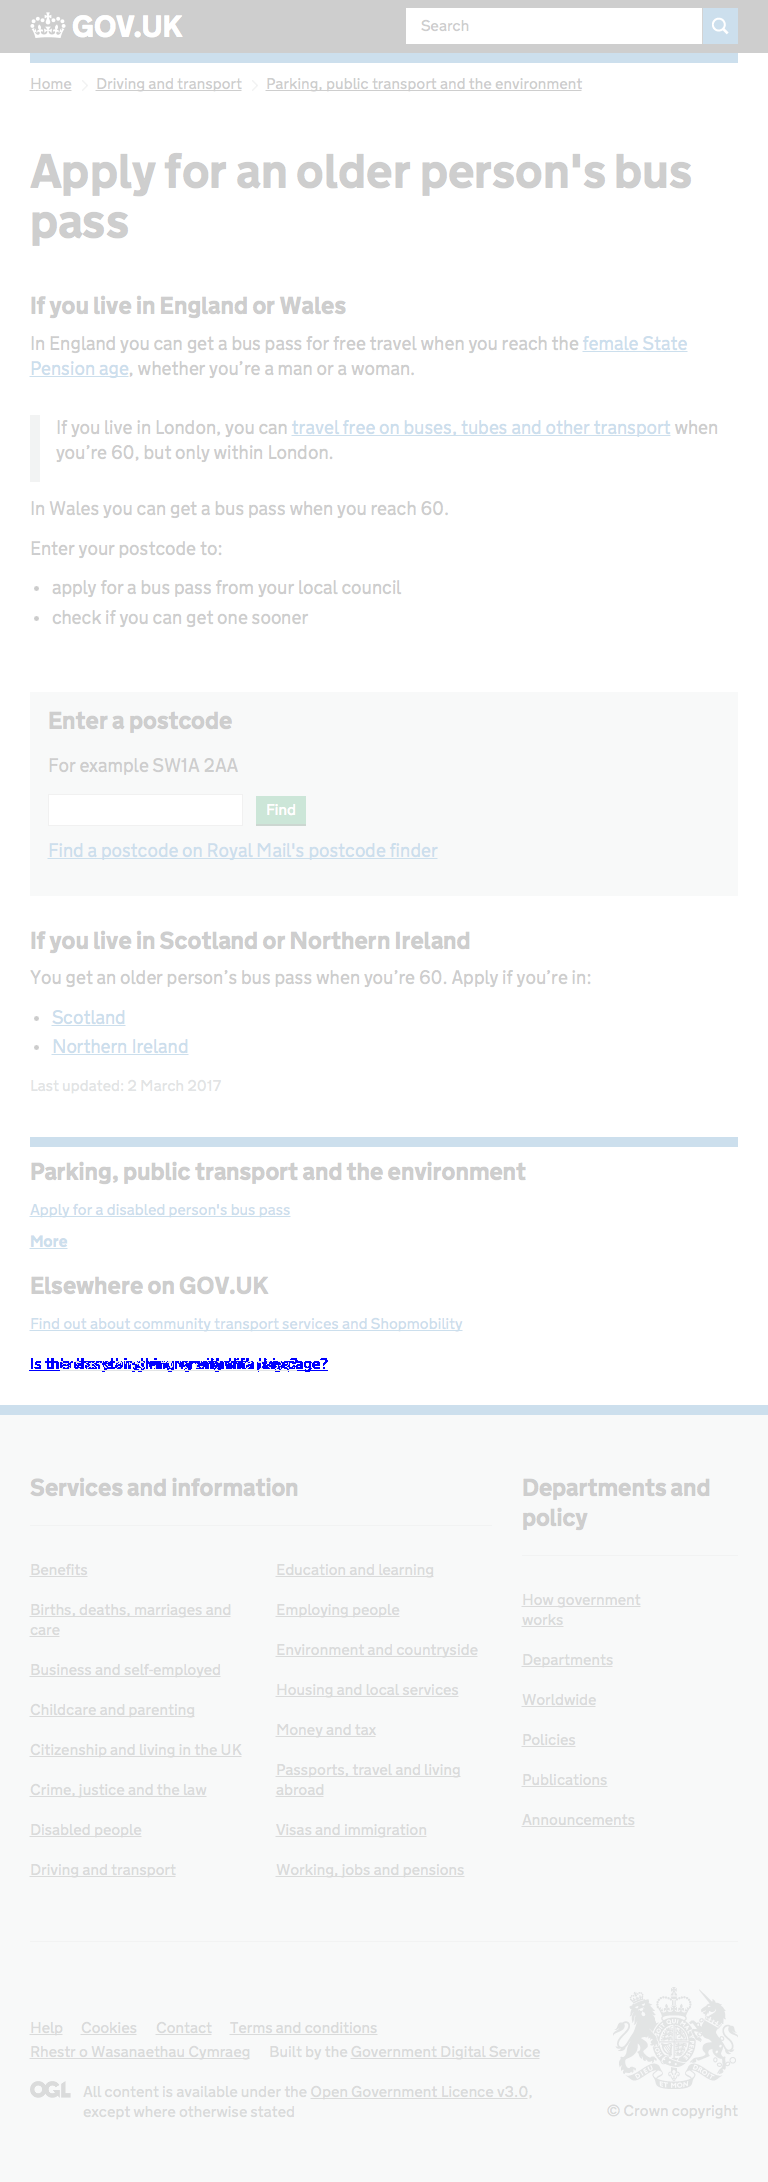 GOV.UK
Search
Home
Driving and transport
Parking, public transport and the environment
Apply for an older person's bus
pass
If you live in England or Wales
In England you can get a bus pass for free travel when you reach the female State
Pension age, whether you’re a man or a woman.
If you live in London, you can travel free on buses, tubes and other transport when
you’re 60, but only within London.
In Wales you can get a bus pass when you reach 60.
Enter your postcode to:
• apply for a bus pass from your local council
• check if you can get one sooner
Enter a postcode
For example SW1A 2AA
Find
Find a postcode on Royal Mail's postcode finder
If you live in Scotland or Northern Ireland
You get an older person’s bus pass when you’re 60. Apply if you’re in:
• Scotland
• Northern Ireland
Last updated: 2 March 2017
Parking, public transport and the environment
Apply for a disabled person's bus pass
More
Elsewhere on GOV.UK
Find out about community transport services and Shopmobility
Services and information
Benefits
Births, deaths, marriages and
care
Business and self-employed
Childcare and parenting
Citizenship and living in the UK
Crime, justice and the law
Disabled people
Driving and transport
Education and learning
Employing people
Environment and countryside
Housing and local services
Money and tax
Passports, travel and living
abroad
Visas and immigration
Working, jobs and pensions
Departments and
policy
How government
works
Departments
Worldwide
Policies
Publications
Announcements
Help
Cookies
Contact
Terms and conditions
Rhestr o Wasanaethau Cymraeg
Built by the Government Digital Service
OGL
All content is available under the Open Government Licence v3.0,
except where otherwise stated
© Crown copyright